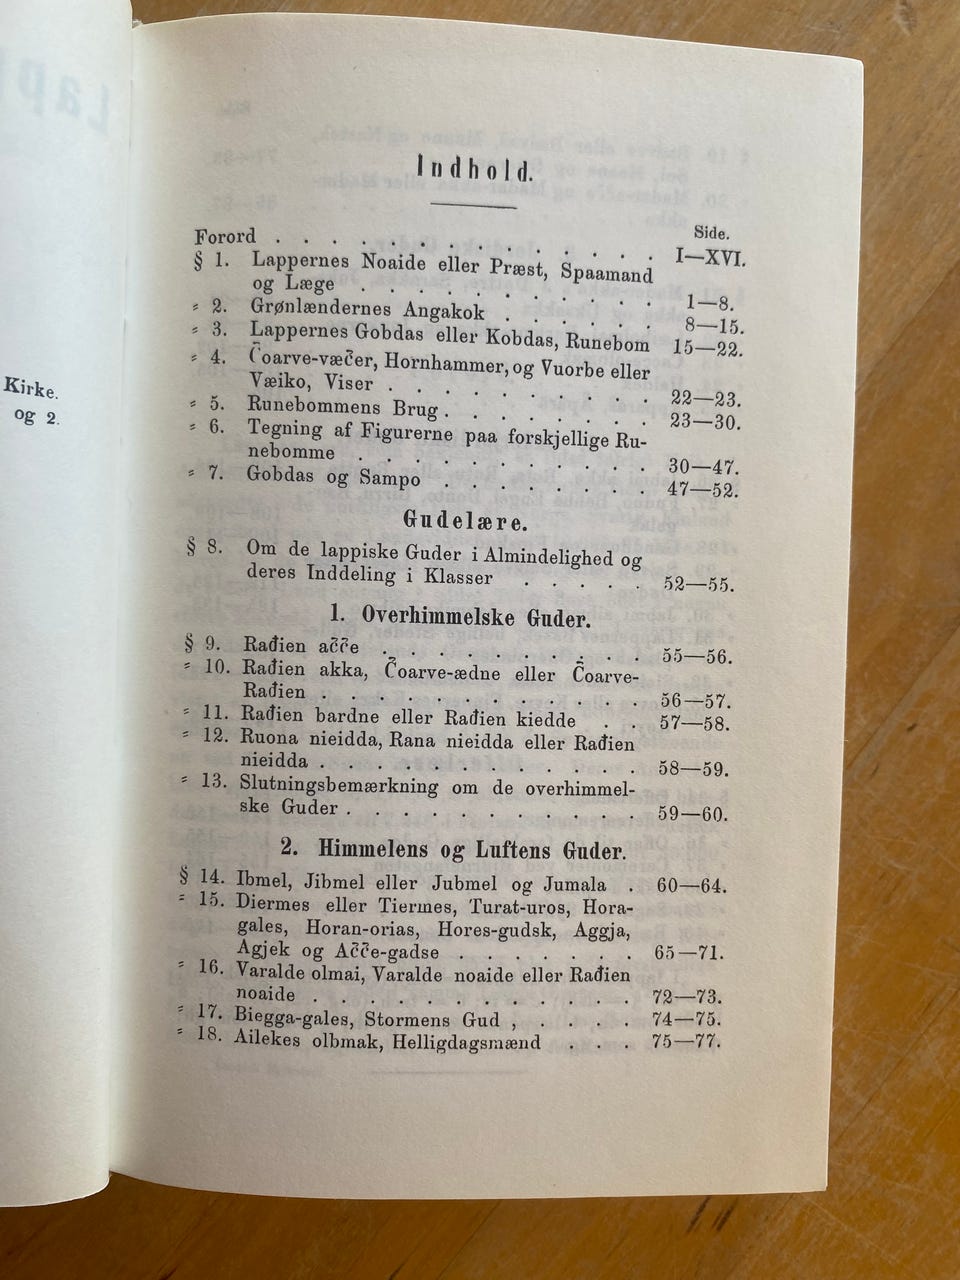 Kirke.
og 2.
Indhold.
Side.
Forord . . . . . . . . . . . . . I—XVI.
§ 1. Lappernes Noaide eller Præst, Spaamand
og Læge . . . . . . . . . . 1—8.
„ 2. Grønlændernes Angakok . . . . . 8—15.
„ 3. Lappernes Gobdas eller Kobdas, Runebom 15—22.
„ 4. C̆oarve-væc̆er, Hornhammer, og Vuorbe eller
Væiko, Viser . . . . . . . . . 22—23.
„ 5. Runebommens Brug . . . . . . . 23—30.
„ 6. Tegning af Figurerne paa forskjellige Ru-
nebomme . . . . . . . . . . 30—47.
„ 7. Gobdas og Sampo . . . . . . . 47—52.
Gudelære.
§ 8. Om de lappiske Guder i Almindelighed og
deres Inddeling i Klasser . . . . . 52—55.
1. Overhimmelske Guder.
§ 9. Rađien ac̆c̆e . . . . . . . . . 55—56.
„ 10. Rađien akka, C̆oarve-ædne eller C̆oarve-
Rađien . . . . . . . . . . . 56—57.
„ 11. Rađien bardne eller Rađien kiedde . . 57—58.
„ 12. Ruona nieidda, Rana nieidda eller Rađien
nieidda . . . . . . . . . . . 58—59.
„ 13. Slutningsbemærkning om de overhimmel-
ske Guder . . . . . . . . . . 59—60.
2. Himmelens og Luftens Guder.
§ 14. Ibmel, Jibmel eller Jubmel og Jumala . 60—64.
„ 15. Diermes eller Tiermes, Turat-uros, Hora-
gales, Horan-orias, Hores-gudsk, Aggja,
Agjek og Ac̆c̆e-gadse . . . . . . 65—71.
„ 16. Varalde olmai, Varalde noaide eller Rađien
noaide . . . . . . . . . . . 72—73.
„ 17. Biegga-gales, Stormens Gud , . . . . 74—75.
„ 18. Ailekes olbmak, Helligdagsmænd . . . 75—77.